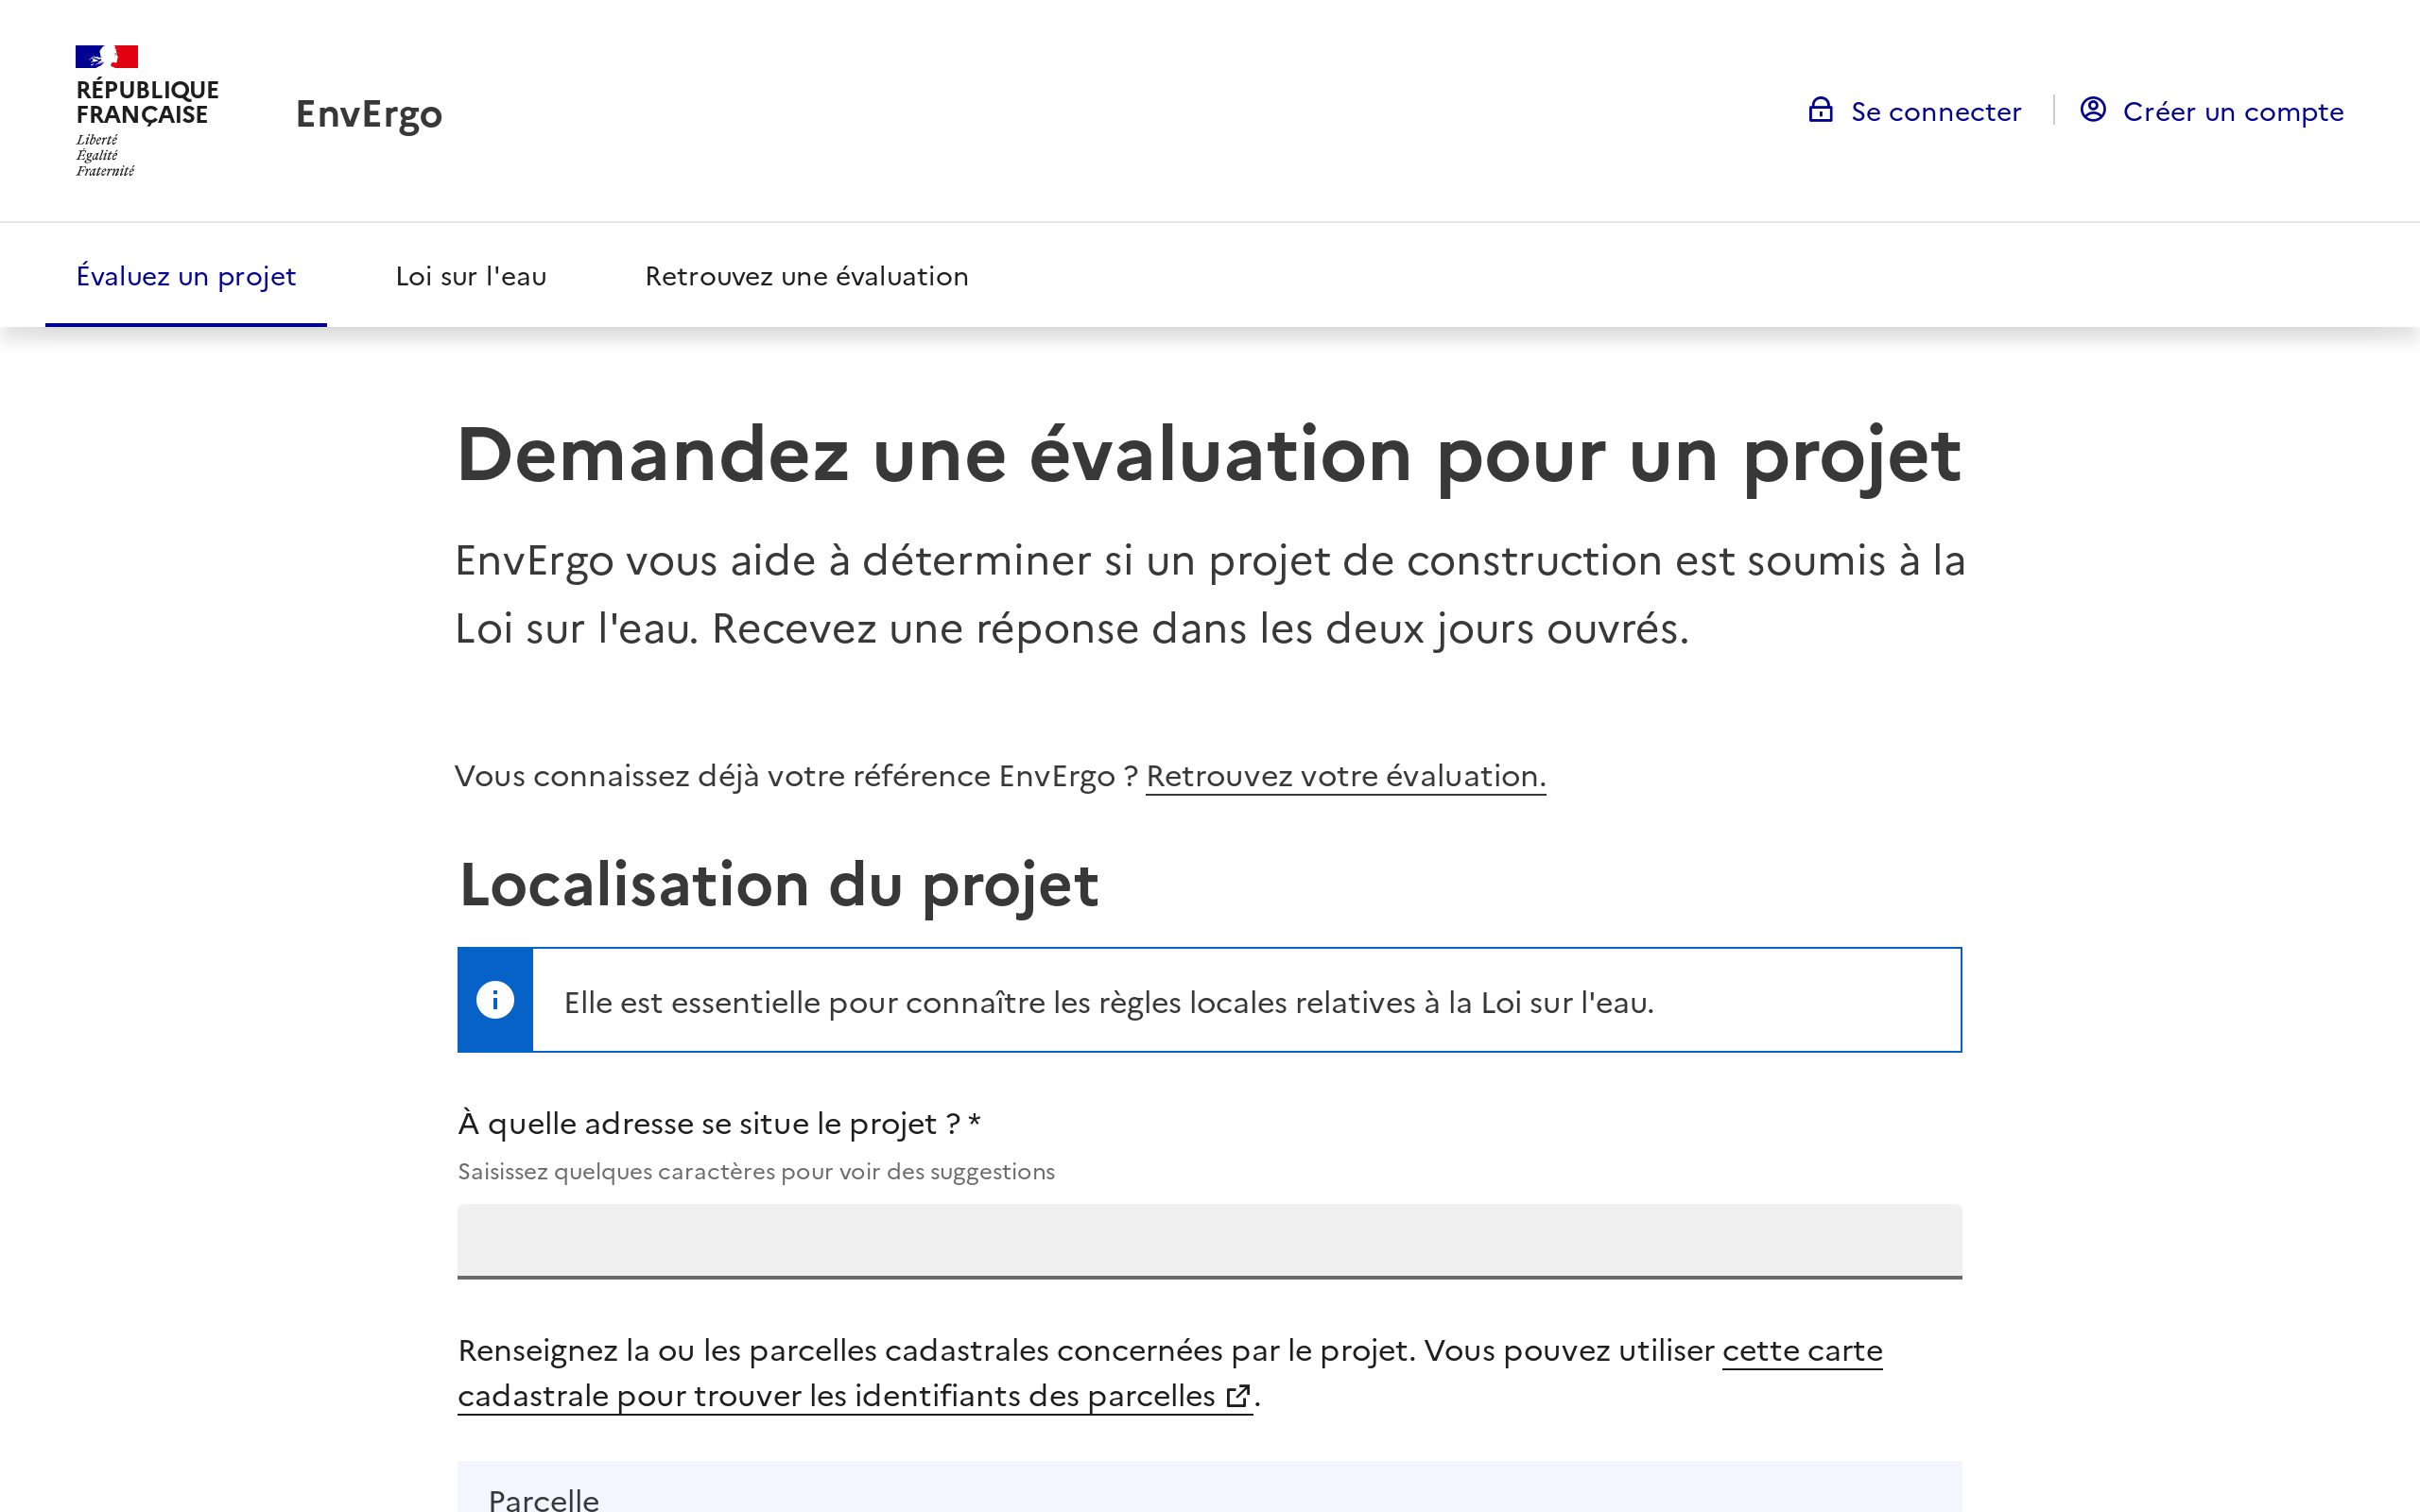 RÉPUBLIQUE
FRANÇAISE
Liberté
Égalité
Fraternité
EnvErgo
Se connecter
Créer un compte
Évaluez un projet
Loi sur l'eau
Retrouvez une évaluation
Demandez une évaluation pour un projet
EnvErgo vous aide à déterminer si un projet de construction est soumis à la
Loi sur l'eau. Recevez une réponse dans les deux jours ouvrés.
Vous connaissez déjà votre référence EnvErgo ? Retrouvez votre évaluation.
Localisation du projet
Elle est essentielle pour connaître les règles locales relatives à la Loi sur l'eau.
À quelle adresse se situe le projet ? *
Saisissez quelques caractères pour voir des suggestions
Renseignez la ou les parcelles cadastrales concernées par le projet. Vous pouvez utiliser cette carte
cadastrale pour trouver les identifiants des parcelles .
Parcelle